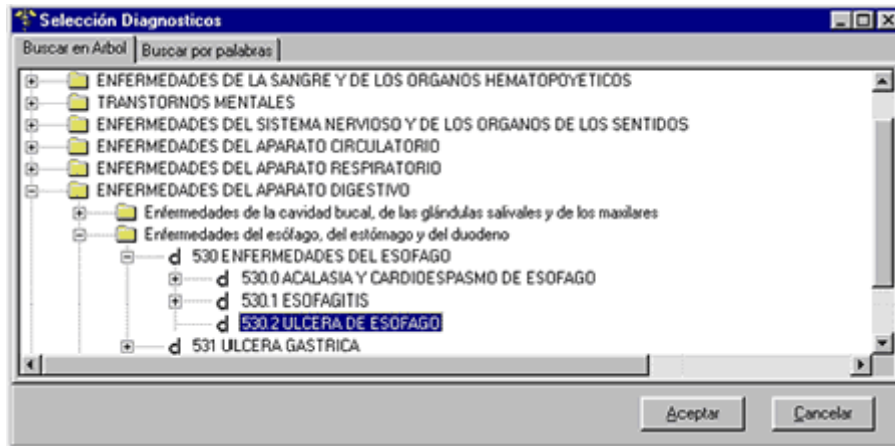 Selección Diagnosticos
Buscar en Arbol Buscar por palabras
ENFERMEDADES DE LA SANGRE Y DE LOS ORGANOS HEMATOPOYETICOS
TRANSTORNOS MENTALES
ENFERMEDADES DEL SISTEMA NERVIOSO Y DE LOS ORGANOS DE LOS SENTIDOS
ENFERMEDADES DEL APARATO CIRCULATORIO
ENFERMEDADES DEL APARATO RESPIRATORIO
ENFERMEDADES DEL APARATO DIGESTIVO
Enfermedades de la cavidad bucal, de las glándulas salivales y de los maxilares
Enfermedades del esófago, del estómago y del duodeno
d 530 ENFERMEDADES DEL ESOFAGO
d 530.0 ACALASIA Y CARDIOESPASMO DE ESOFAGO
d 530.1 ESOFAGITIS
d 530.2 ULCERA DE ESOFAGO
d 531 ULCERA GASTRICA
Aceptar Cancelar